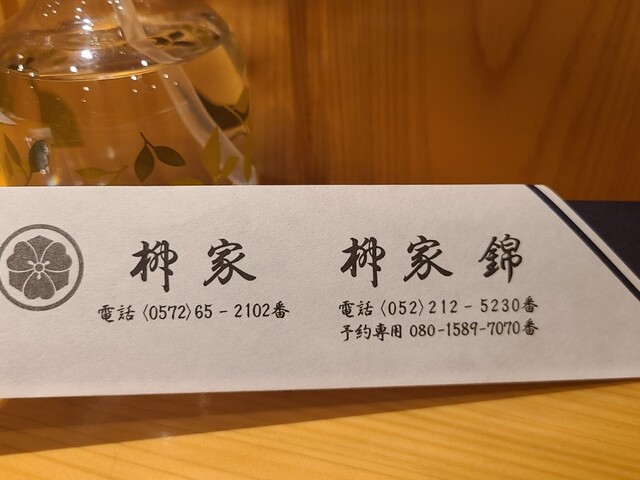 柳家
電話〈0572〉65-2102番
柳家 錦
電話〈052〉212-5230番
予約専用 080-1589-7070番